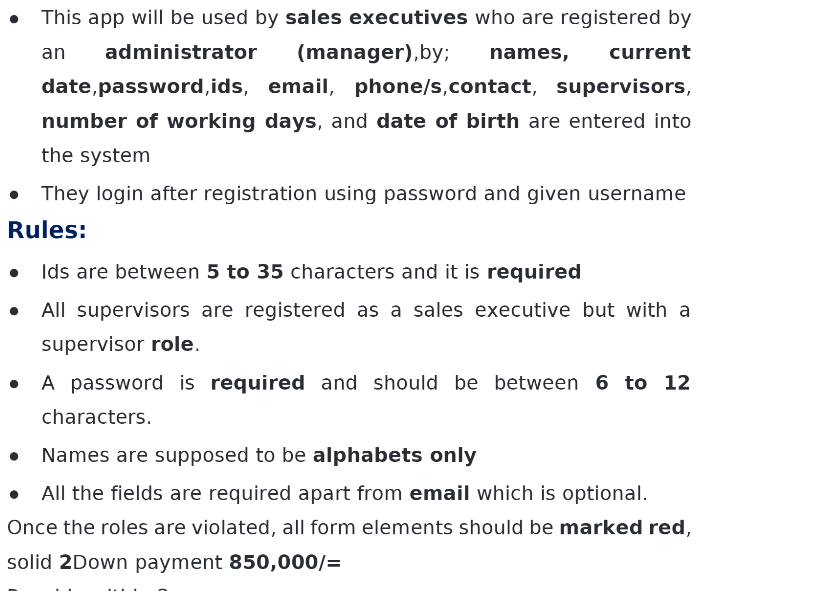 ● This app will be used by sales executives who are registered by
an administrator (manager),by; names, current
date,password,ids, email, phone/s,contact, supervisors,
number of working days, and date of birth are entered into
the system
● They login after registration using password and given username
Rules:
● Ids are between 5 to 35 characters and it is required
● All supervisors are registered as a sales executive but with a
supervisor role.
● A password is required and should be between 6 to 12
characters.
● Names are supposed to be alphabets only
● All the fields are required apart from email which is optional.
Once the roles are violated, all form elements should be marked red,
solid 2Down payment 850,000/=